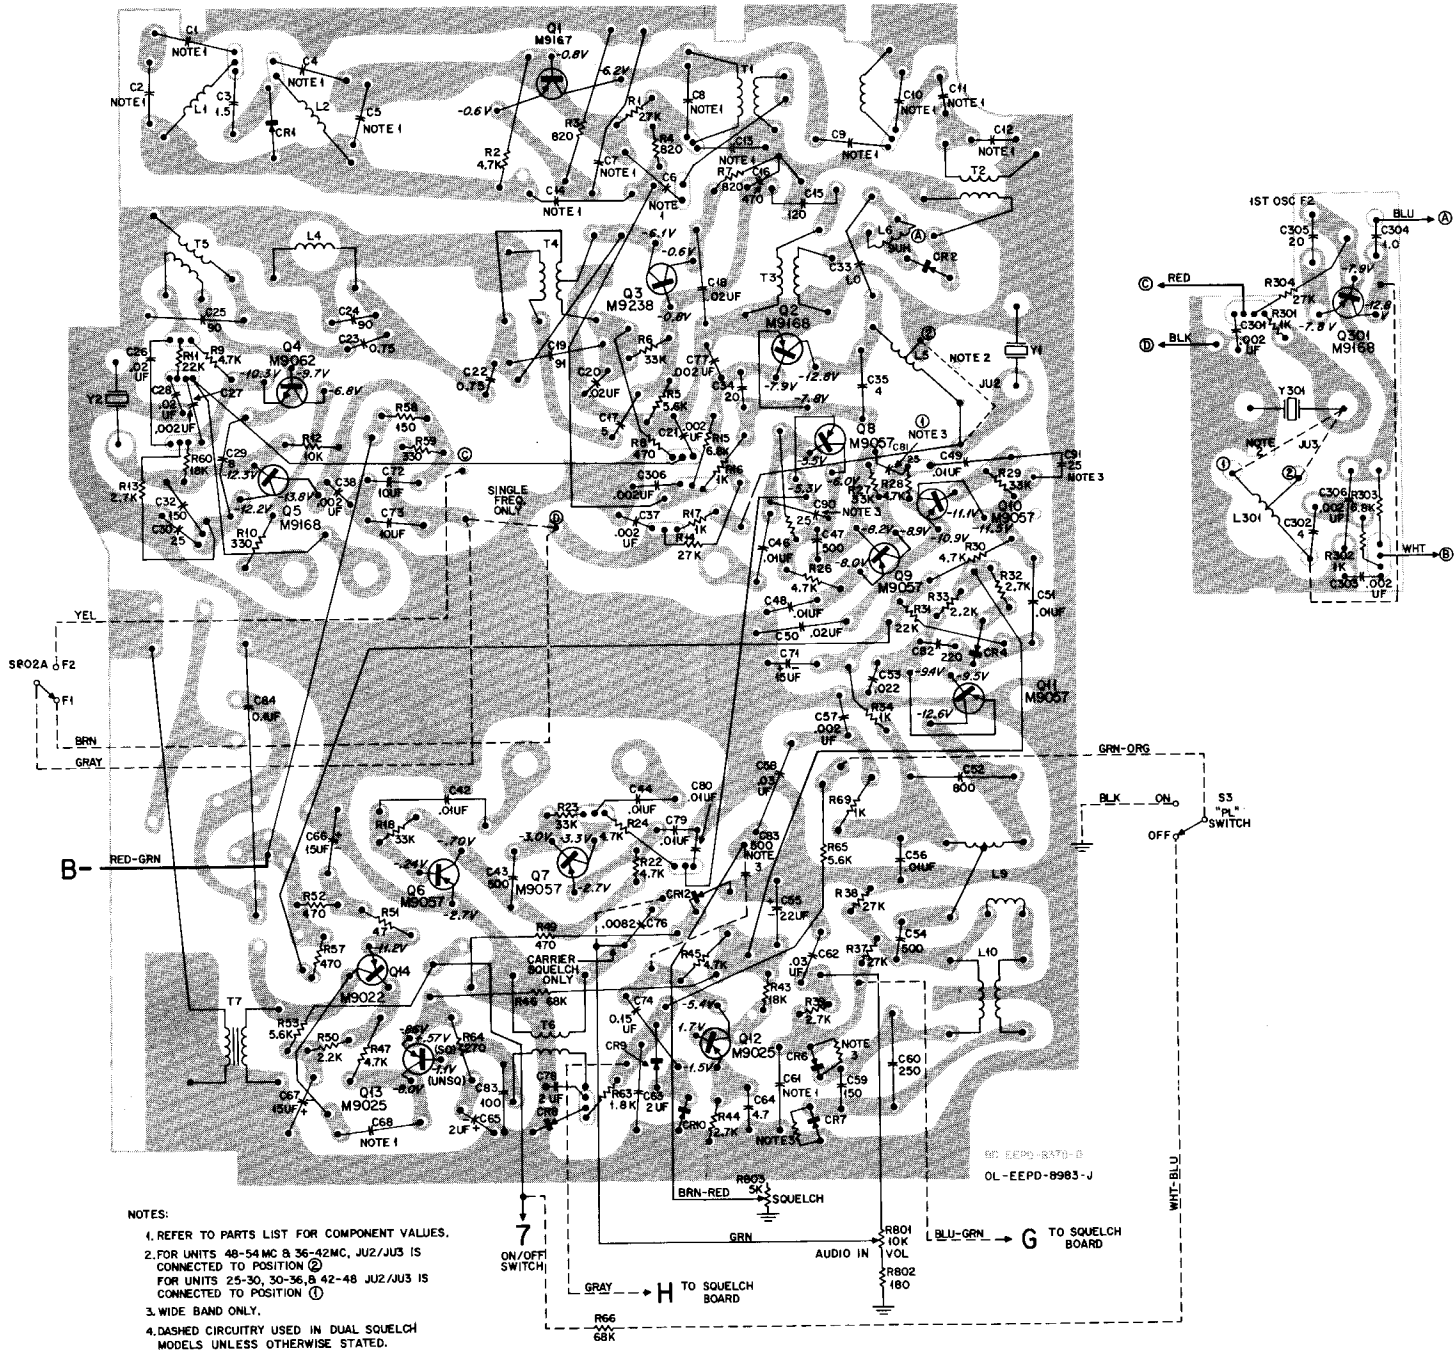 C1
NOTE 1
C2
NOTE 1
L1
C3
1.5
C4
NOTE 1
L2
CR1
C5
NOTE 1
Q1
M9167
-0.8V
-6.2V
-0.6V
R2
4.7K
R3
820
R1
27K
R4
820
C7
NOTE 1
C6
NOTE 1
C14
NOTE 1
C8
NOTE 1
T1
C13
NOTE 1
R7
820
C16
470
C15
120
C9
NOTE 1
C10
NOTE 1
C11
NOTE 1
C12
NOTE 1
T2
T5
L4
T4
-6.1V
-0.6V
Q3
M9238
-0.8V
C18
.02UF
T3
C33
L6
A
CR2
1ST OSC F2
C305
20
BLU
A
C304
4.0
-7.9V
R304
27K
C
RED
D
BLK
R301
1K
C301
.002
UF
-7.8V
Q301
M9168
C25
90
C24
90
C23
0.75
C26
.02
UF
R11
22K
R9
4.7K
Q4
M9062
-10.3V
-9.7V
-6.8V
Y2
C28
.02
UF
C27
.002UF
C22
0.75
C19
91
C20
.02UF
R6
33K
C77
.002UF
C34
20
Q2
M9168
-7.9V
-12.8V
-7.8V
C35
4
L5
2
NOTE 2
Y1
JU2
1
NOTE 3
R5
5.6K
C17
5
R8
470
C21
.002
UF
R15
6.8K
R16
1K
R58
150
R59
330
C
R12
10K
R60
18K
C29
-12.3V
R13
2.7K
C32
150
C30
25
Q5
M9168
-13.8V
-12.2V
R10
330
C38
.002
UF
C72
10UF
C73
10UF
SINGLE
FREQ
ONLY
D
C306
.002UF
C37
.002
UF
R17
1K
R14
27K
Q8
M9057
-5.5V
-6.0V
-5.3V
C81
25
C49
.01UF
R29
33K
C91
25
NOTE 3
R27
33K
R28
4.7K
C90
25
NOTE 3
C46
.01UF
C47
500
-8.2V
-8.9V
-11.1V
Q10
M9057
-11.3V
-10.9V
-8.0V
Q9
M9057
R30
4.7K
R26
4.7K
C48
.01UF
C50
.02UF
R31
22K
R33
2.2K
R32
2.7K
C51
.01UF
C82
220
CR4
C71
15UF
C53
.022
-9.4V
-9.5V
Q11
M9057
-12.6V
C57
.002
UF
R34
1K
Y301
JU3
NOTE
2
1
2
L301
C302
4
C306
.002
UF
R303
6.8K
R302
1K
C303
.002
UF
WHT
B
YEL
S802A
F2
F1
BRN
GRAY
C84
0.1UF
GRN-ORG
BLK
ON
OFF
S3
"PL"
SWITCH
B-
RED-GRN
C42
.01UF
R18
33K
C66
15UF
-.70V
-.24V
Q6
M9057
-2.7V
C43
500
R23
33K
-3.0V
-3.3V
Q7
M9057
-2.7V
C44
.01UF
R24
4.7K
R22
4.7K
C79
.01UF
C80
.01UF
C58
.03
UF
R69
1K
C52
800
C83
500
NOTE
3
R65
5.6K
C56
.01UF
L9
R52
470
R51
47
R57
470
-11.2V
Q14
M9022
R49
470
CARRIER
SQUELCH
ONLY
R46
68K
.0082
C76
CR12
C55
.22UF
R38
27K
R37
27K
C54
500
L10
R45
4.7K
C62
.03
UF
R43
18K
R39
2.7K
T7
R53
5.6K
R50
2.2K
R47
4.7K
(SQ)
-1.1V
(UNSQ)
Q13
M9025
R64
270
C67
15UF
C68
NOTE 1
C65
2UF
C83
100
T6
C78
2 UF
CR8
C74
0.15
UF
CR9
R63
1.8K
C63
2UF
-5.4V
1.7V
Q12
M9025
-1.5V
CR10
R44
2.7K
C64
4.7
C61
NOTE 1
CR6
NOTE
3
C59
150
C60
250
CR7
NOTE 3
OL-EEPD-8983-J
BRN-RED
R803
5K
SQUELCH
WHT-BLU
GRN
R801
10K
VOL
AUDIO IN
R802
180
BLU-GRN
G
TO SQUELCH
BOARD
7
ON/OFF
SWITCH
GRAY
H
TO SQUELCH
BOARD
R66
68K
NOTES:
1. REFER TO PARTS LIST FOR COMPONENT VALUES.
2. FOR UNITS 48-54 MC & 36-42MC, JU2/JU3 IS
CONNECTED TO POSITION 2
FOR UNITS 25-30, 30-36, & 42-48 JU2/JU3 IS
CONNECTED TO POSITION 1
3. WIDE BAND ONLY.
4. DASHED CIRCUITRY USED IN DUAL SQUELCH
MODELS UNLESS OTHERWISE STATED.